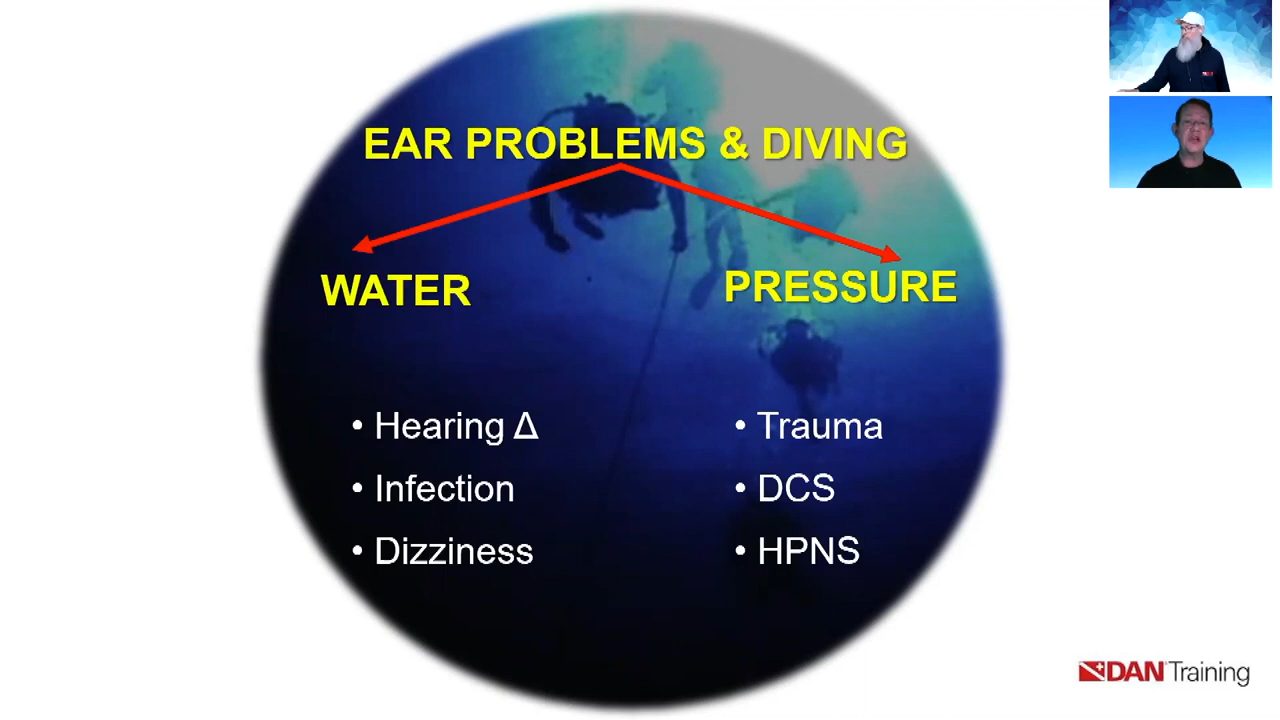 EAR PROBLEMS & DIVING
WATER
PRESSURE
• Hearing Δ
• Infection
• Dizziness
• Trauma
• DCS
• HPNS
DAN Training